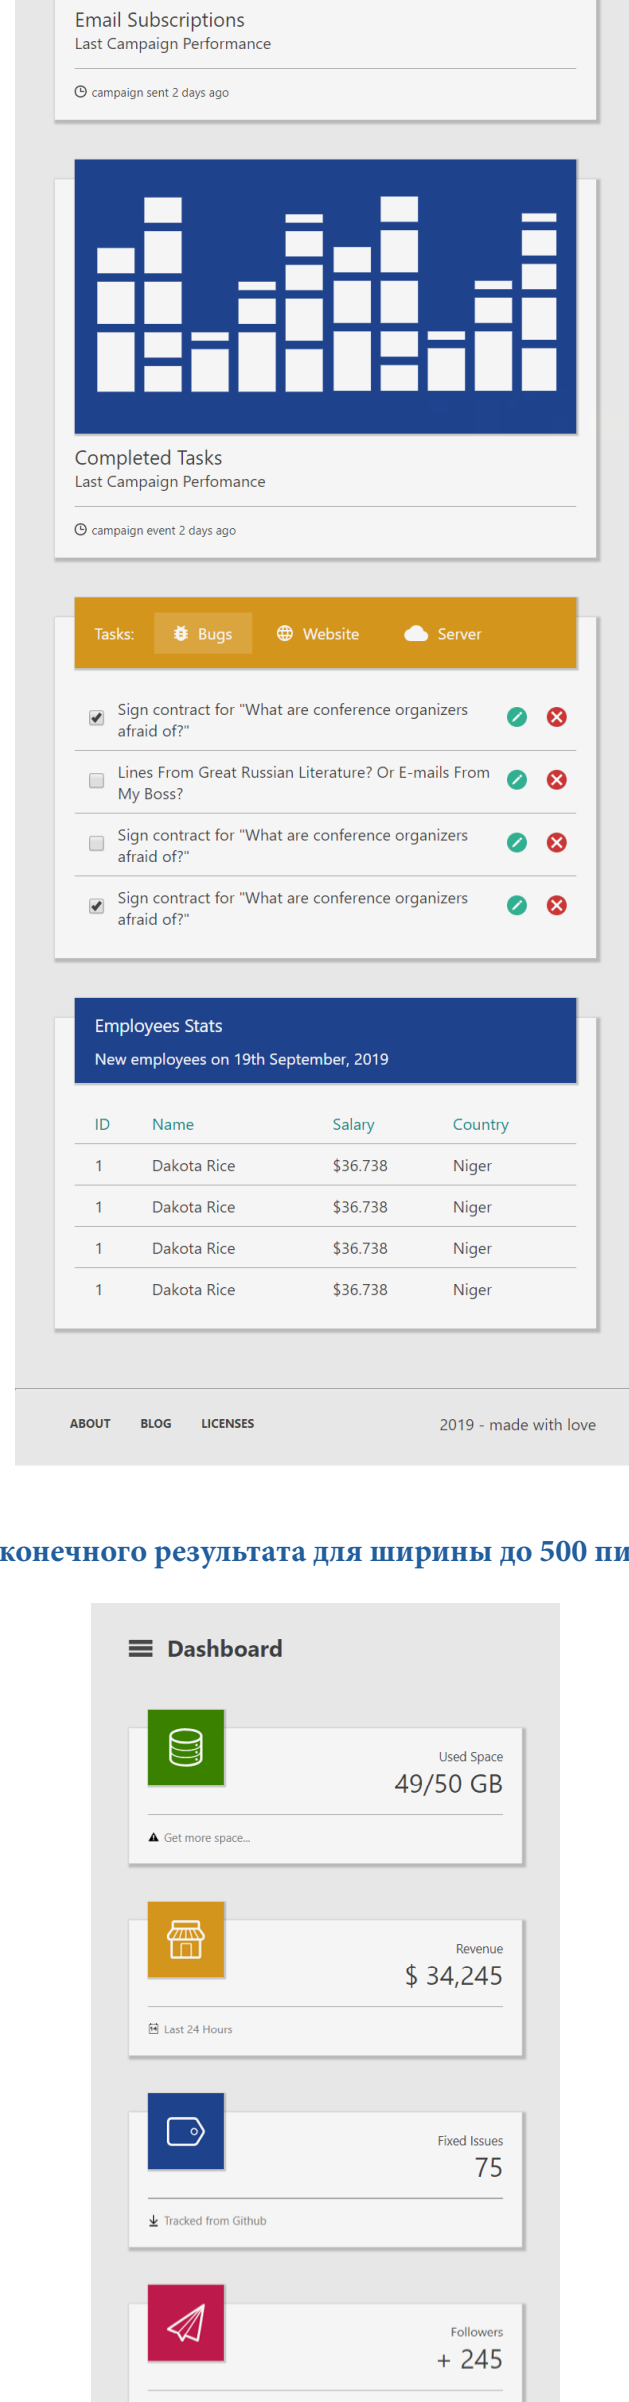 Email Subscriptions
Last Campaign Performance
campaign sent 2 days ago
Completed Tasks
Last Campaign Perfomance
campaign event 2 days ago
Tasks: Bugs Website Server
Sign contract for "What are conference organizers
afraid of?"
Lines From Great Russian Literature? Or E-mails From
My Boss?
Sign contract for "What are conference organizers
afraid of?"
Sign contract for "What are conference organizers
afraid of?"
Employees Stats
New employees on 19th September, 2019
ID Name Salary Country
1 Dakota Rice $36.738 Niger
1 Dakota Rice $36.738 Niger
1 Dakota Rice $36.738 Niger
1 Dakota Rice $36.738 Niger
ABOUT BLOG LICENSES 2019 - made with love
конечного результата для ширины до 500 пи
Dashboard
Used Space
49/50 GB
Get more space...
Revenue
$ 34,245
Last 24 Hours
Fixed Issues
75
Tracked from Github
Followers
+ 245